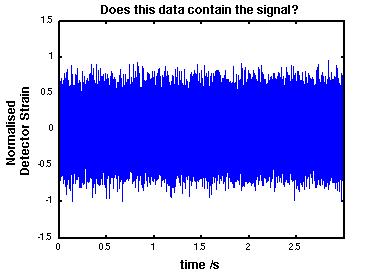 Does this data contain the signal?
1.5
1
0.5
0
-0.5
-1
-1.5
Normalised
Detector Strain
0 0.5 1 1.5 2 2.5
time /s